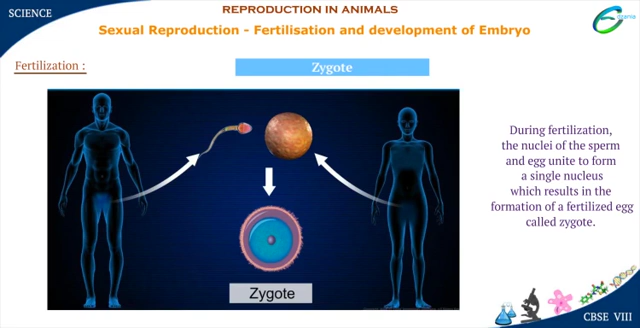 SCIENCE
REPRODUCTION IN ANIMALS
Sexual Reproduction - Fertilisation and development of Embryo
Fertilization :
Zygote
During fertilization,
the nuclei of the sperm
and egg unite to form
a single nucleus
which results in the
formation of a fertilized egg
called zygote.
Zygote
CBSE VIII